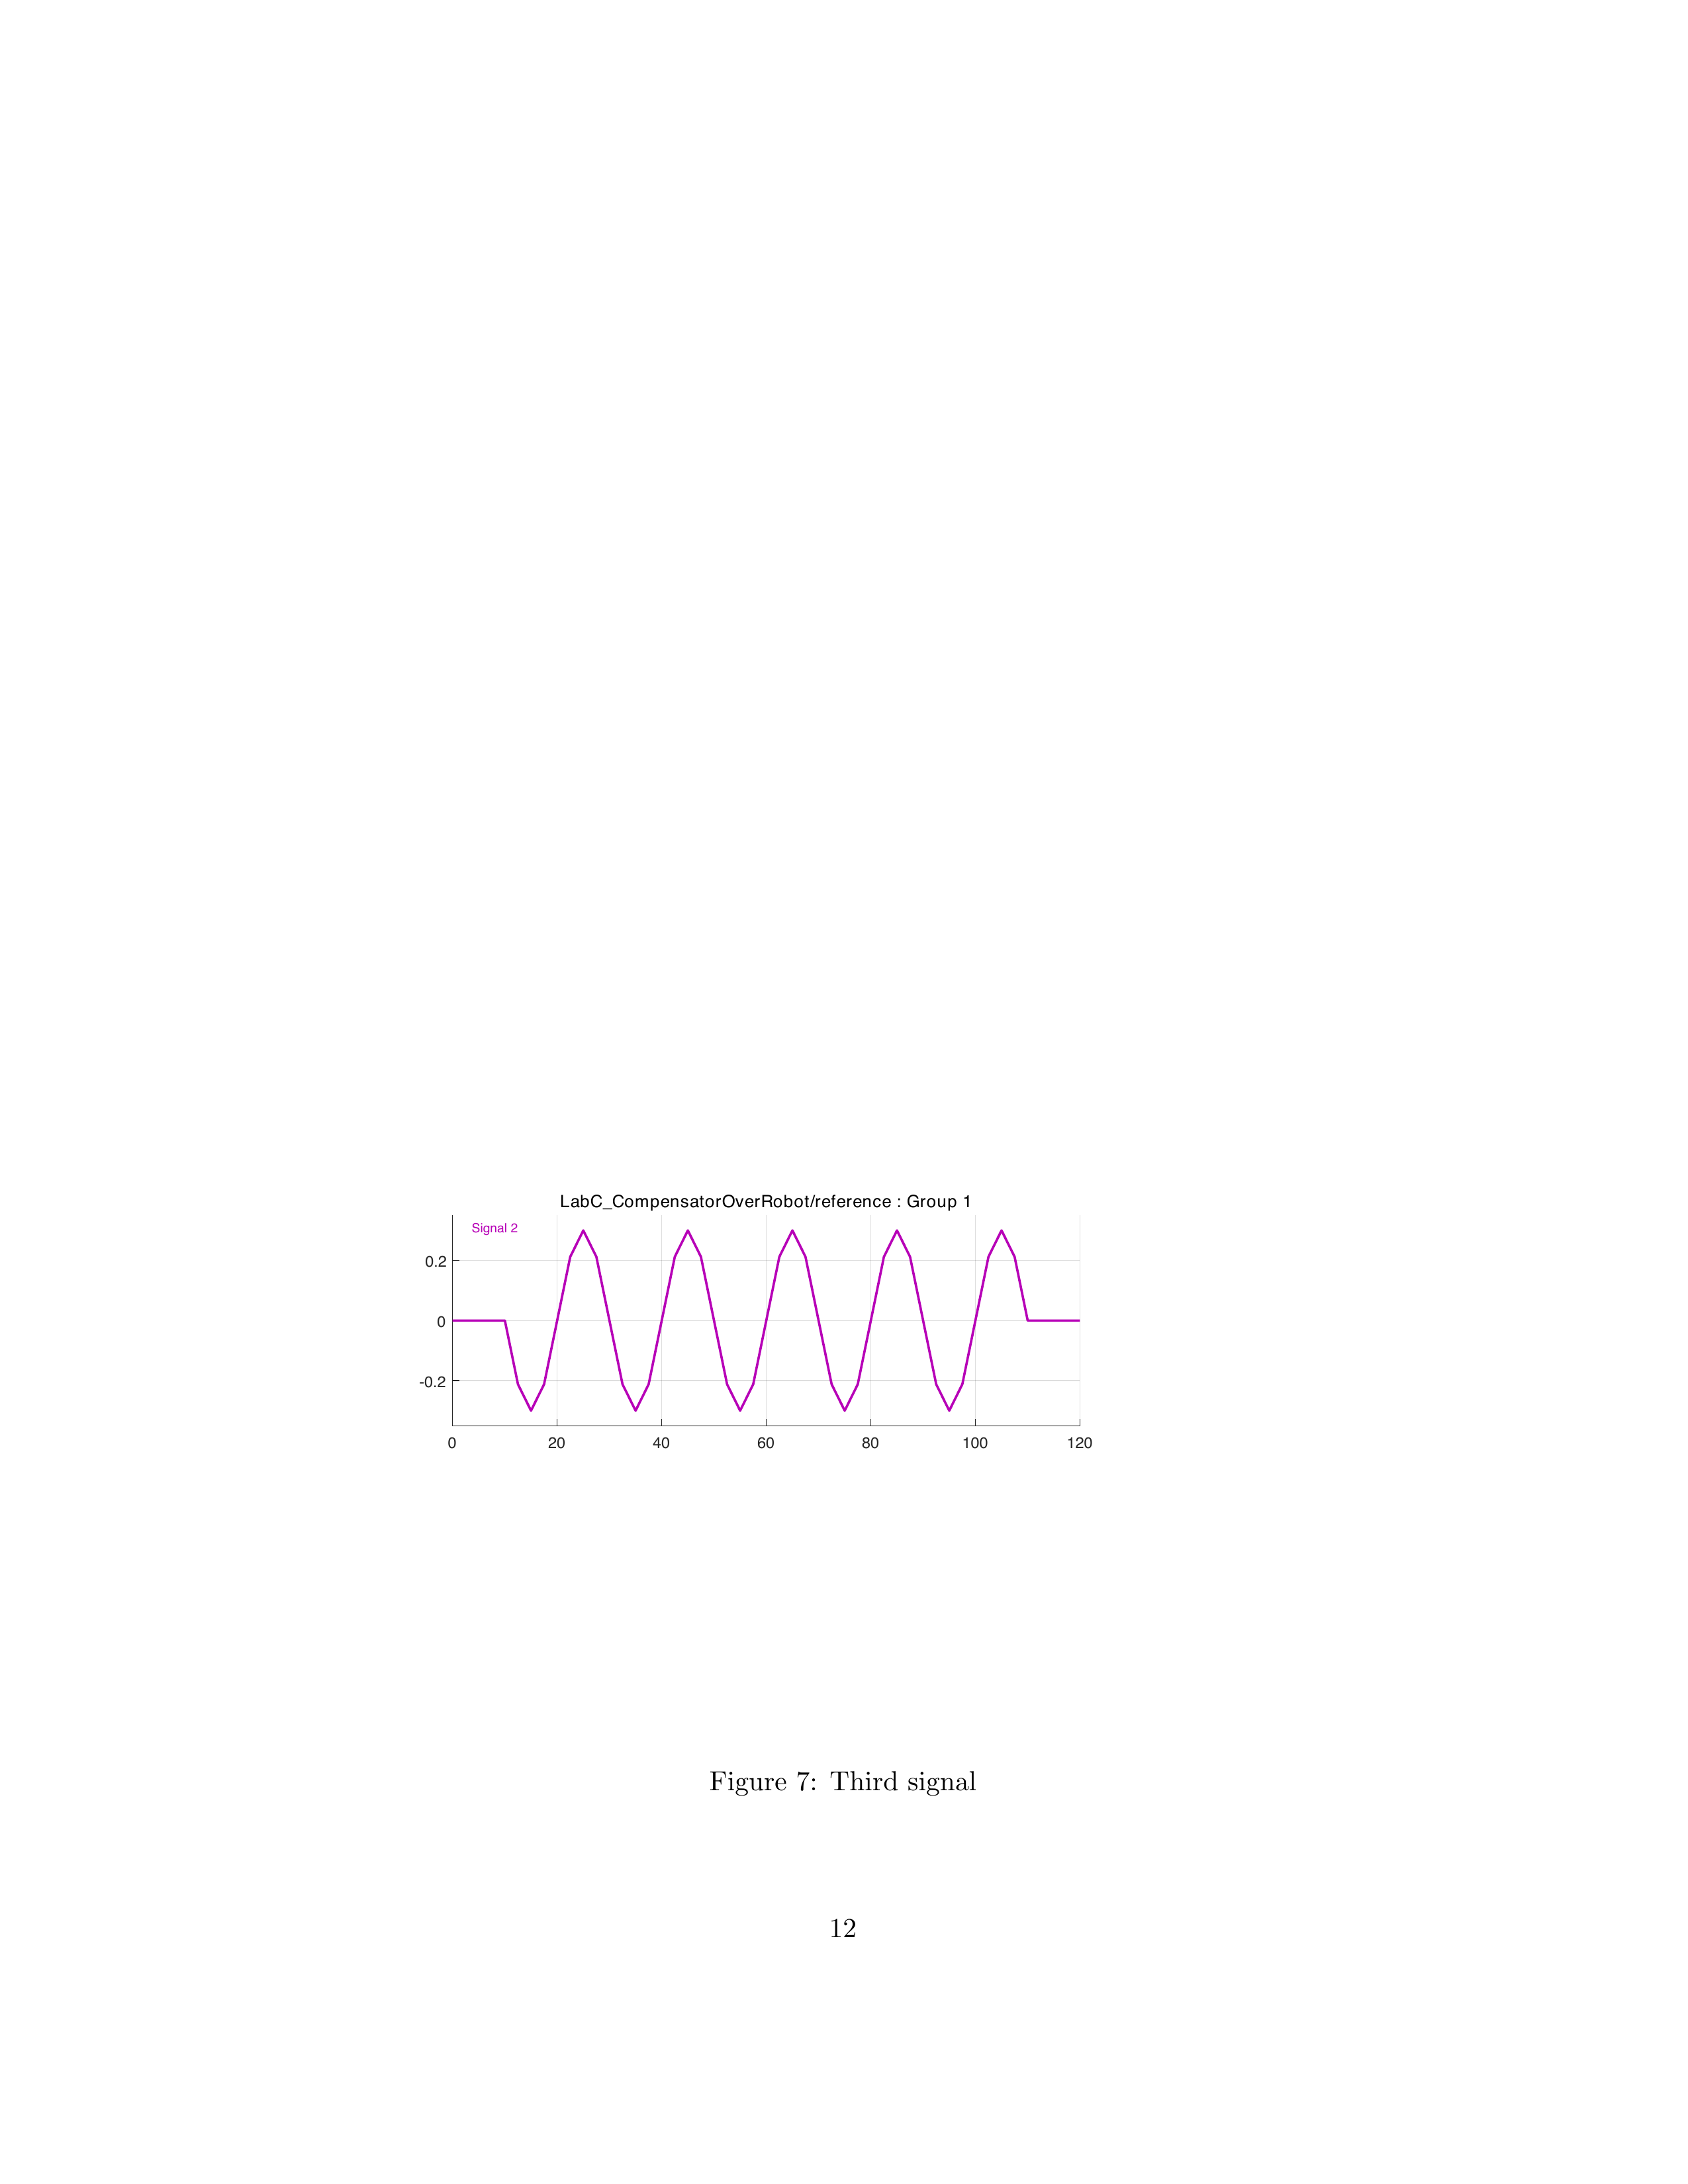 LabC_CompensatorOverRobot/reference : Group 1
Signal 2
0.2
0
-0.2
0 20 40 60 80 100 120
Figure 7: Third signal
12